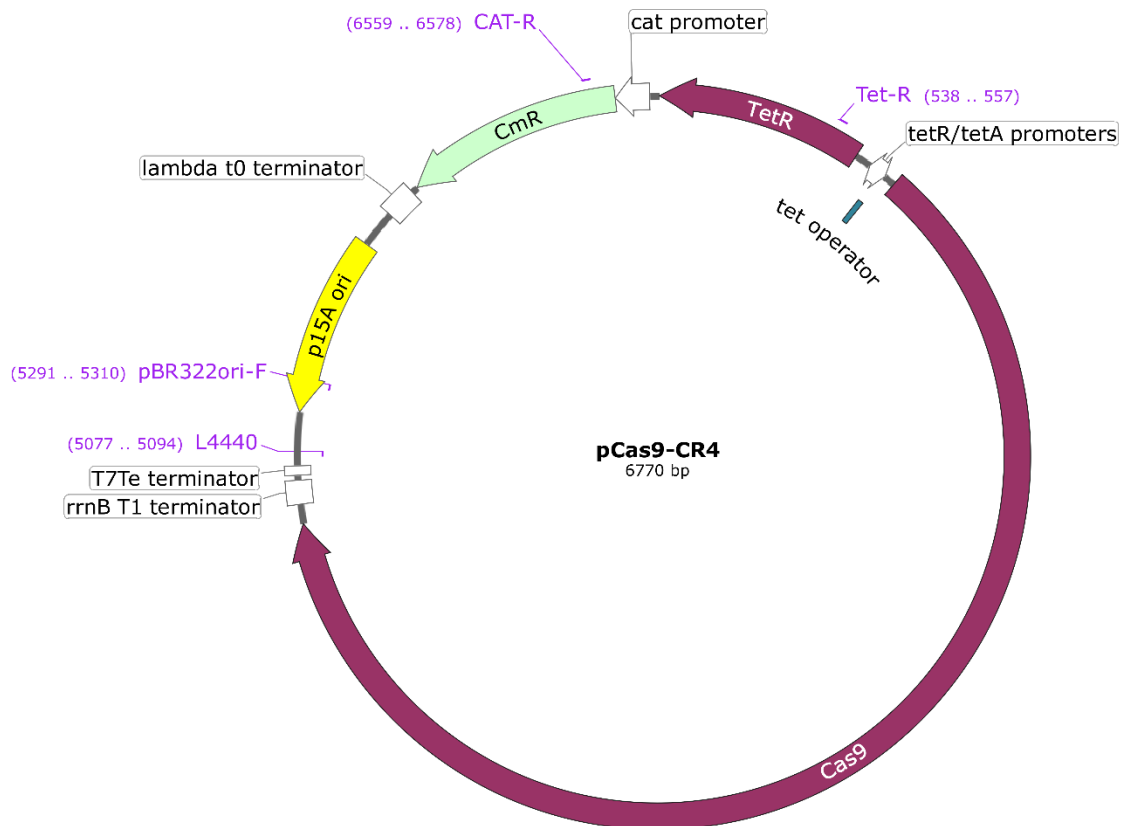 (6559 .. 6578) CAT-R
cat promoter
Tet-R (538 .. 557)
TetR
tetR/tetA promoters
CmR
lambda t0 terminator
tet operator
p15A ori
(5291 .. 5310) pBR322ori-F
(5077 .. 5094) L4440
T7Te terminator
rrnB T1 terminator
pCas9-CR4
6770 bp
Cas9